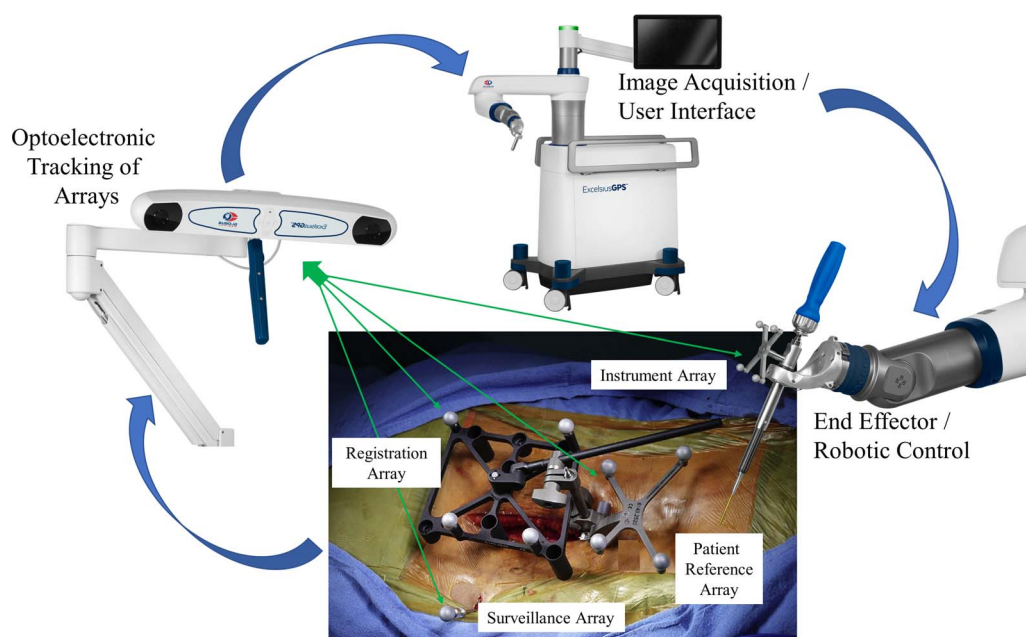 Image Acquisition /
User Interface
Optoelectronic
Tracking of
Arrays
ExcelsiusGPS
ExcelsiusGPS
Instrument Array
End Effector /
Robotic Control
Registration
Array
Patient
Reference
Array
Surveillance Array